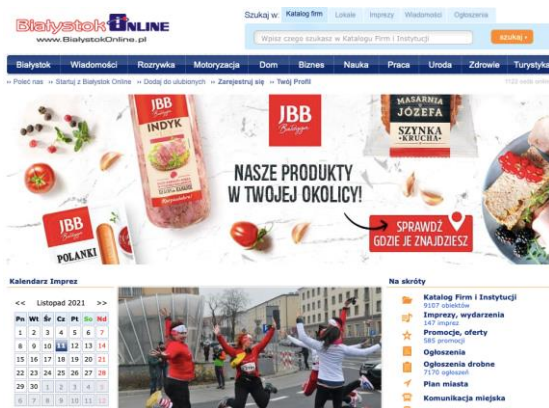 Białystok ONLINE
www.BialystokOnline.pl
Szukaj w: Katalog firm Lokale Imprezy Wiadomości Ogłoszenia
Wpisz czego szukasz w Katalogu Firm i Instytucji
szukaj
Białystok Wiadomości Rozrywka Motoryzacja Dom Biznes Nauka Praca Uroda Zdrowie Turystyka
Poleć nas Startuj z Białystok Online Dodaj do ulubionych Zarejestruj się Twój Profil
JBB
Bałdyga
INDYK
JBB
Bałdyga
MASARNIA
JÓZEFA
SZYNKA
KRUCHA
NASZE PRODUKTY
W TWOJEJ OKOLICY!
SPRAWDŹ
GDZIE JE ZNAJDZIESZ
JBB
POLANKI
Kalendarz Imprez
<< Listopad 2021 >>
Pn Wt Śr Cz Pt So Nd
1 2 3 4 5 6 7
8 9 10 11 12 13 14
15 16 17 18 19 20 21
22 23 24 25 26 27 28
29 30 1 2 3 4 5
6 7 8 9 10 11 12
Na skróty
Katalog Firm i Instytucji
9107 obiektów
Imprezy, wydarzenia
147 imprez
Promocje, oferty
585 promocji
Ogłoszenia
Ogłoszenia drobne
7170 ogłoszeń
Plan miasta
Komunikacja miejska